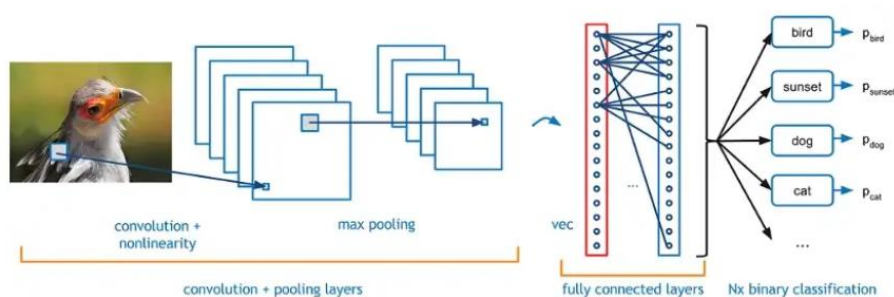 bird
p_bird
sunset
p_sunset
dog
p_dog
cat
p_cat
...
convolution +
nonlinearity
max pooling
vec
...
convolution + pooling layers
fully connected layers
Nx binary classification